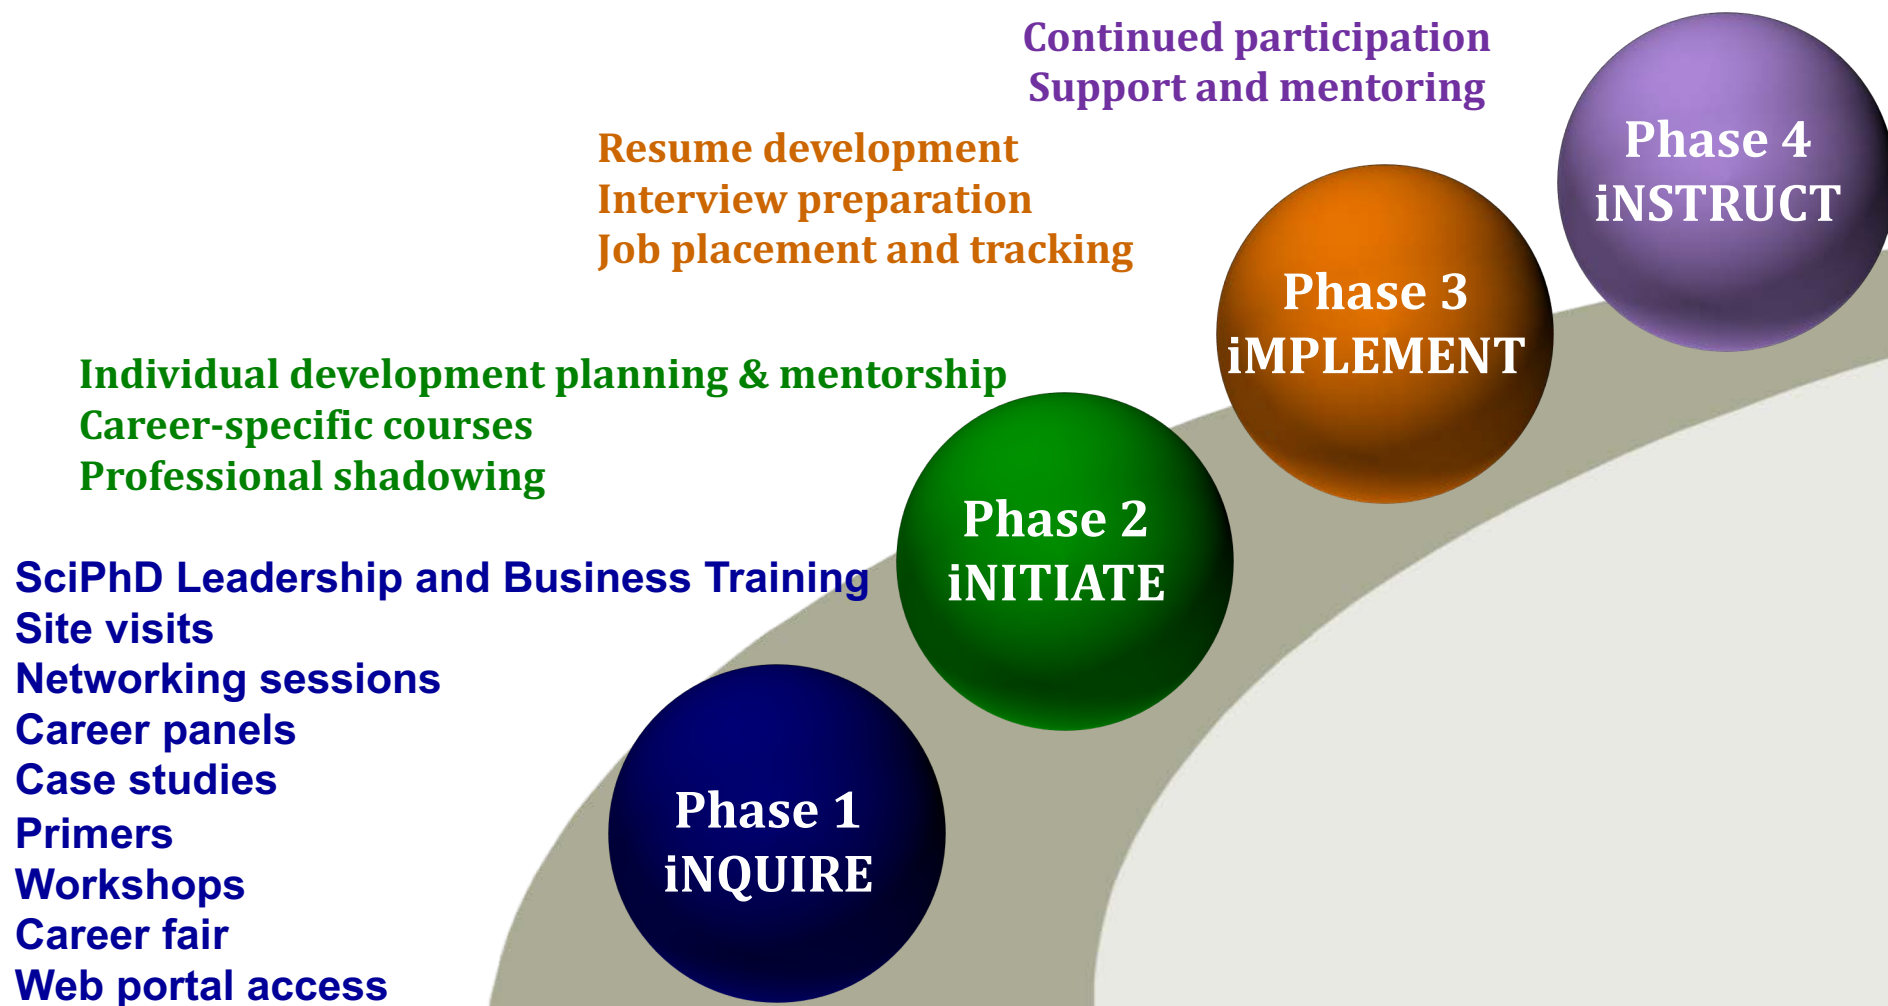 Continued participation
Support and mentoring
Phase 4
iNSTRUCT
Resume development
Interview preparation
Job placement and tracking
Phase 3
iMPLEMENT
Individual development planning & mentorship
Career-specific courses
Professional shadowing
Phase 2
iNITIATE
SciPhD Leadership and Business Training
Site visits
Networking sessions
Career panels
Case studies
Primers
Workshops
Career fair
Web portal access
Phase 1
iNQUIRE